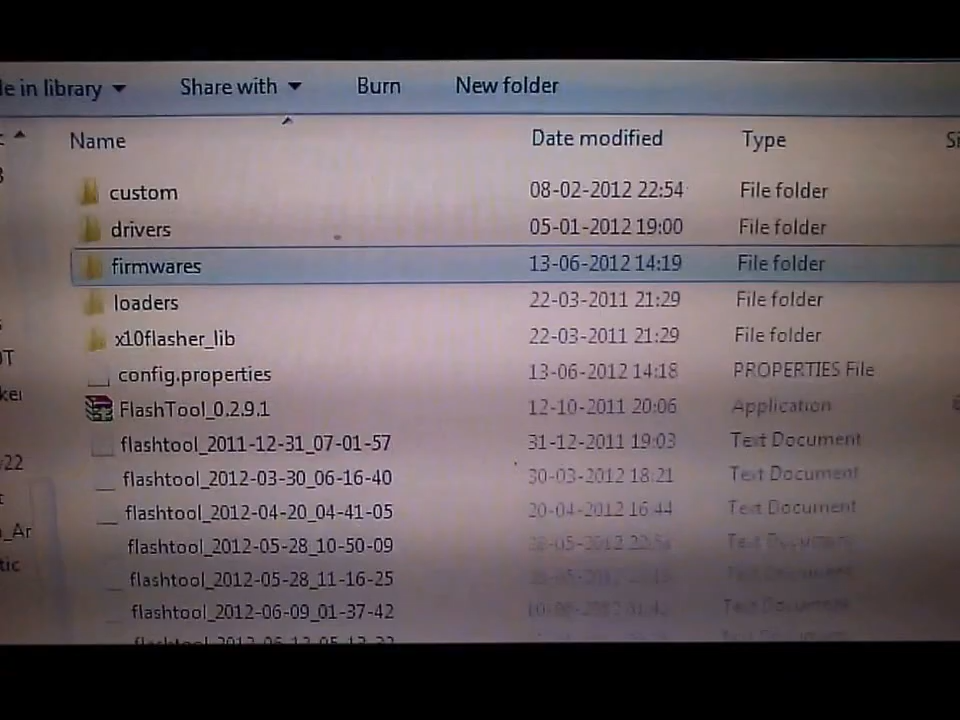 le in library Share with Burn New folder
Name Date modified Type
custom 08-02-2012 22:54 File folder
drivers 05-01-2012 19:00 File folder
firmwares 13-06-2012 14:19 File folder
loaders 22-03-2011 21:29 File folder
x10flasher_lib 22-03-2011 21:29 File folder
config.properties 13-06-2012 14:18 PROPERTIES File
FlashTool_0.2.9.1 12-10-2011 20:06 Application
flashtool_2011-12-31_07-01-57 31-12-2011 19:03 Text Document
flashtool_2012-03-30_06-16-40 30-03-2012 18:21 Text Document
flashtool_2012-04-20_04-41-05 20-04-2012 16:44 Text Document
flashtool_2012-05-28_10-50-09 Text Document
flashtool_2012-05-28_11-16-25 Text Document
flashtool_2012-06-09_01-37-42 Text Document